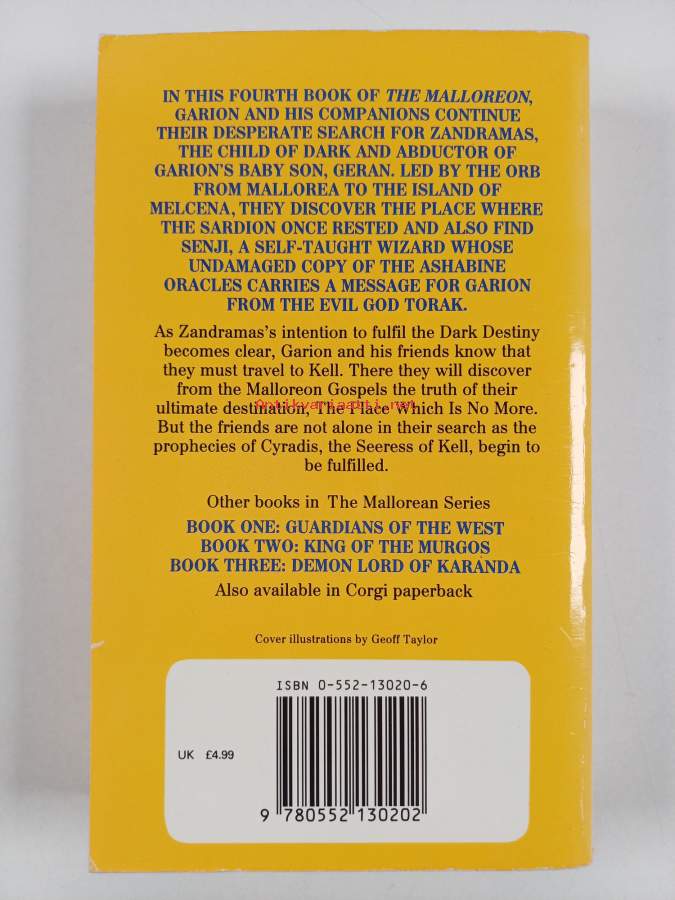 IN THIS FOURTH BOOK OF THE MALLOREON,
GARION AND HIS COMPANIONS CONTINUE
THEIR DESPERATE SEARCH FOR ZANDRAMAS,
THE CHILD OF DARK AND ABDUCTOR OF
GARION'S BABY SON, GERAN. LED BY THE ORB
FROM MALLOREA TO THE ISLAND OF
MELCENA, THEY DISCOVER THE PLACE WHERE
THE SARDION ONCE RESTED AND ALSO FIND
SENJI, A SELF-TAUGHT WIZARD WHOSE
UNDAMAGED COPY OF THE ASHABINE
ORACLES CARRIES A MESSAGE FOR GARION
FROM THE EVIL GOD TORAK.
As Zandramas's intention to fulfil the Dark Destiny
becomes clear, Garion and his friends know that
they must travel to Kell. There they will discover
from the Malloreon Gospels the truth of their
Antikvariaatti.net
ultimate destination, The Place Which Is No More.
But the friends are not alone in their search as the
prophecies of Cyradis, the Seeress of Kell, begin to
be fulfilled.
Other books in The Mallorean Series
BOOK ONE: GUARDIANS OF THE WEST
BOOK TWO: KING OF THE MURGOS
BOOK THREE: DEMON LORD OF KARANDA
Also available in Corgi paperback
Cover illustrations by Geoff Taylor
ISBN 0-552-13020-6
UK £4.99
9 780552 130202